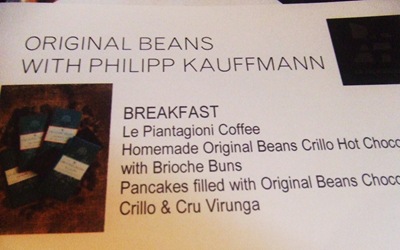 ORIGINAL BEANS
WITH PHILIPP KAUFFMANN
BREAKFAST
Le Piantagioni Coffee
Homemade Original Beans Crillo Hot Choco
with Brioche Buns
Pancakes filled with Original Beans Choco
Crillo & Cru Virunga